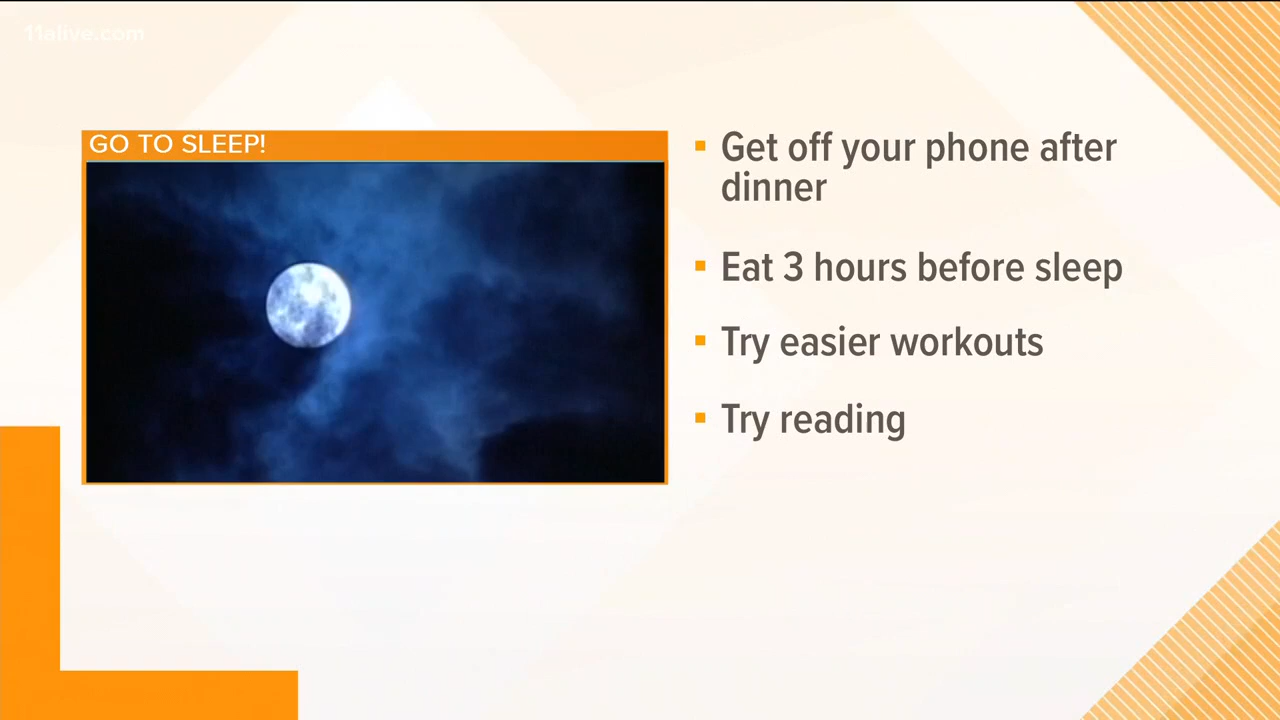 11alive.com
GO TO SLEEP!
Get off your phone after
dinner
Eat 3 hours before sleep
Try easier workouts
Try reading